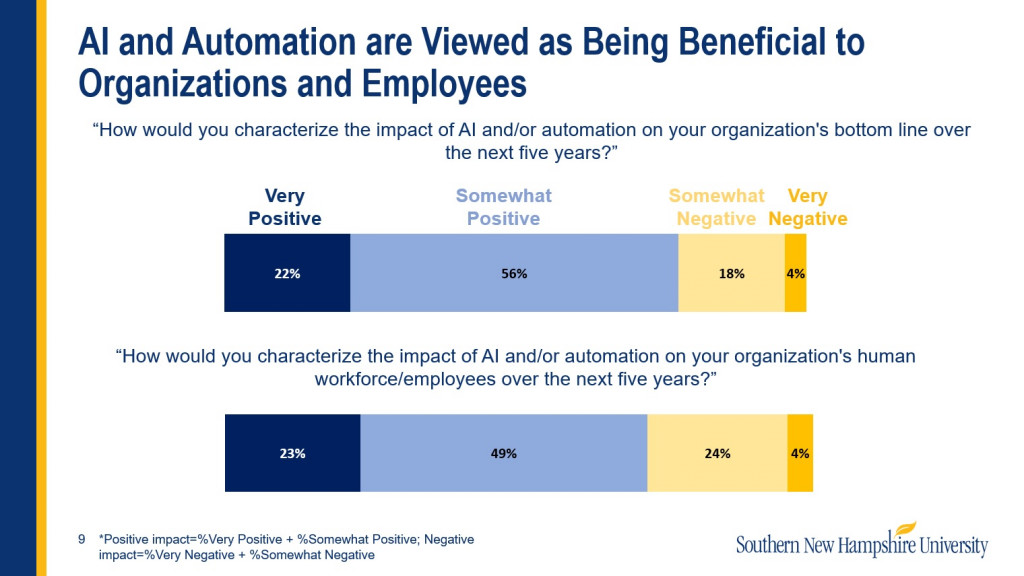 AI and Automation are Viewed as Being Beneficial to
Organizations and Employees
“How would you characterize the impact of AI and/or automation on your organization's bottom line over
the next five years?”
Very Positive
Somewhat Positive
Somewhat Negative
Very Negative
22%
56%
18%
4%
“How would you characterize the impact of AI and/or automation on your organization's human
workforce/employees over the next five years?”
23%
49%
24%
4%
9 *Positive impact=%Very Positive + %Somewhat Positive; Negative
impact=%Very Negative + %Somewhat Negative
Southern New Hampshire University